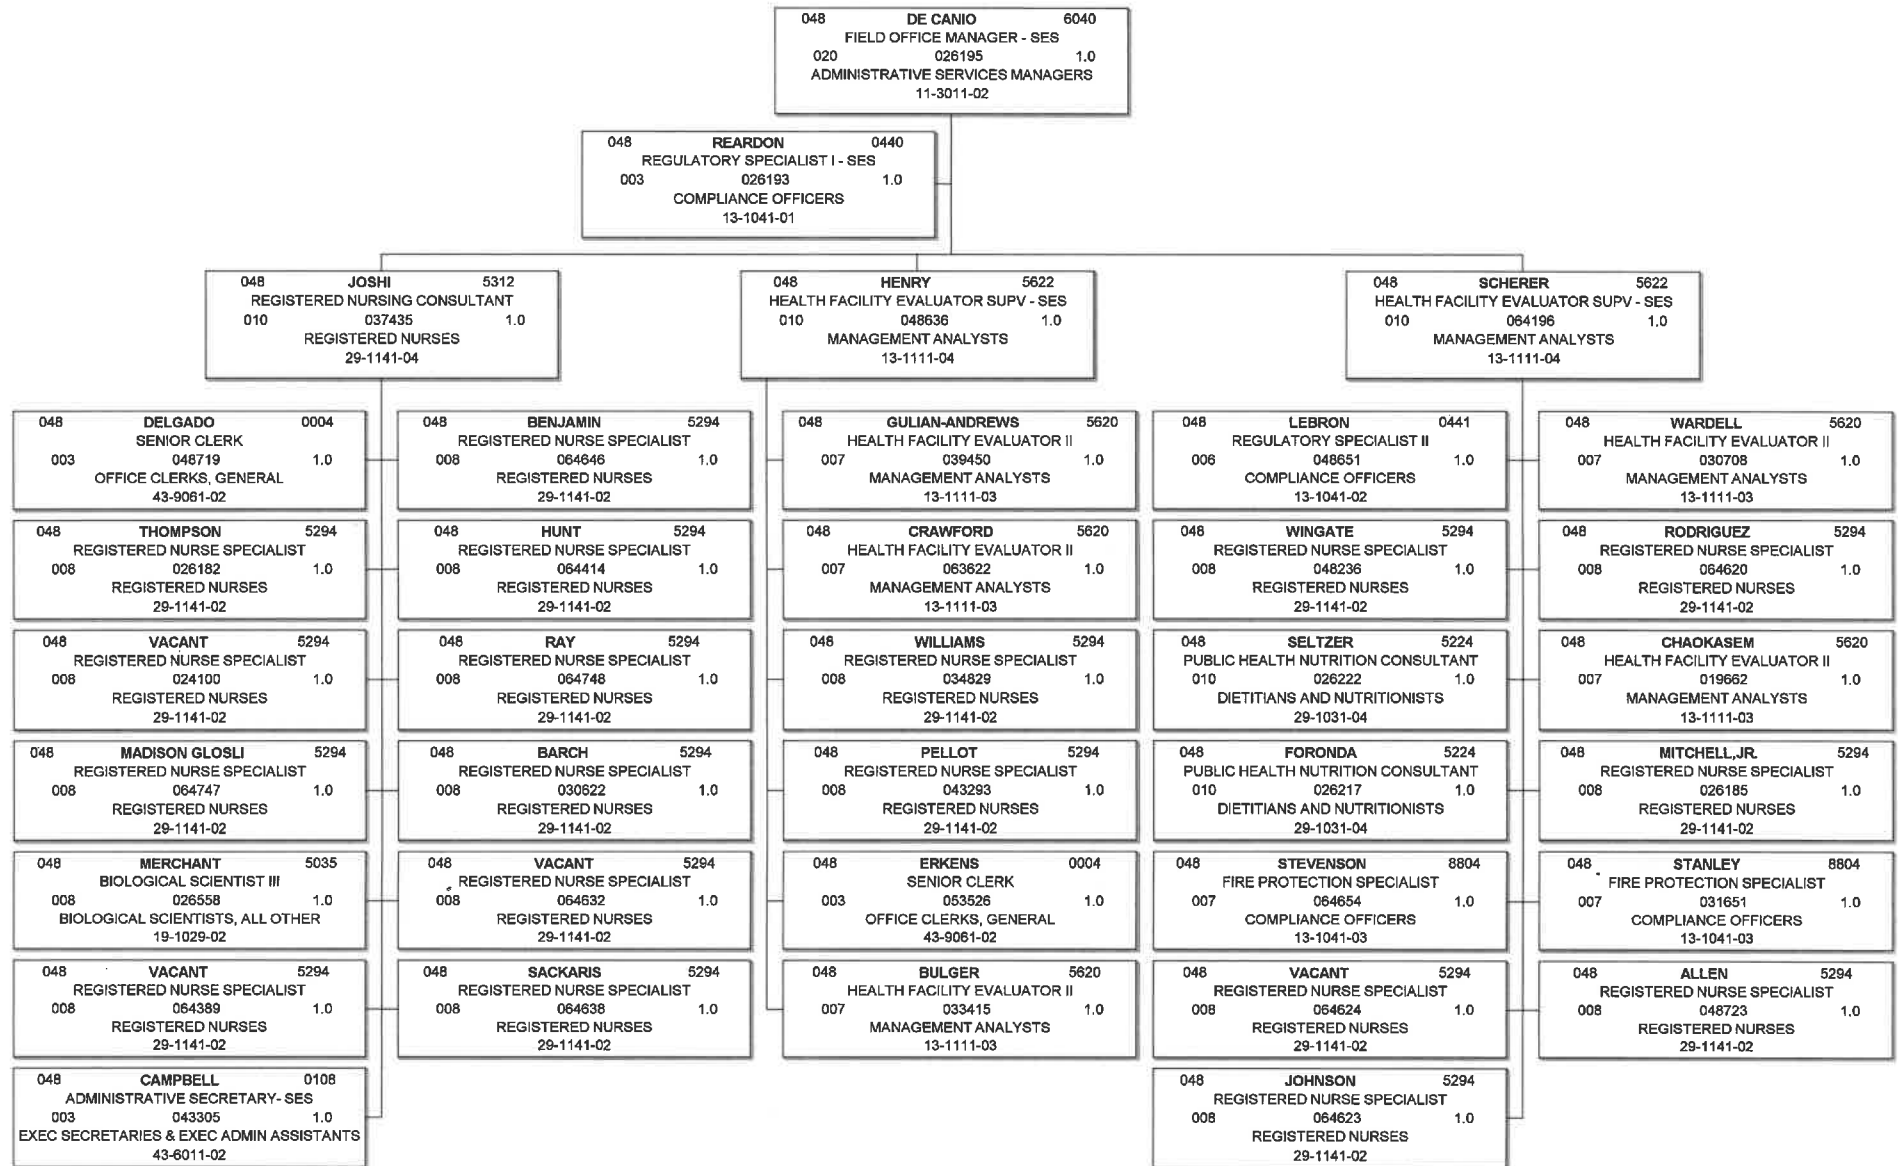 048 DE CANIO 6040
FIELD OFFICE MANAGER - SES
020 026195 1.0
ADMINISTRATIVE SERVICES MANAGERS
11-3011-02
048 REARDON 0440
REGULATORY SPECIALIST I - SES
003 026193 1.0
COMPLIANCE OFFICERS
13-1041-01
048 JOSHI 5312
REGISTERED NURSING CONSULTANT
010 037435 1.0
REGISTERED NURSES
29-1141-04
048 HENRY 5622
HEALTH FACILITY EVALUATOR SUPV - SES
010 048636 1.0
MANAGEMENT ANALYSTS
13-1111-04
048 SCHERER 5622
HEALTH FACILITY EVALUATOR SUPV - SES
010 064196 1.0
MANAGEMENT ANALYSTS
13-1111-04
048 DELGADO 0004
SENIOR CLERK
003 048719 1.0
OFFICE CLERKS, GENERAL
43-9061-02
048 THOMPSON 5294
REGISTERED NURSE SPECIALIST
008 026182 1.0
REGISTERED NURSES
29-1141-02
048 VACANT 5294
REGISTERED NURSE SPECIALIST
008 024100 1.0
REGISTERED NURSES
29-1141-02
048 MADISON GLOSLI 5294
REGISTERED NURSE SPECIALIST
008 064747 1.0
REGISTERED NURSES
29-1141-02
048 MERCHANT 5035
BIOLOGICAL SCIENTIST III
008 026558 1.0
BIOLOGICAL SCIENTISTS, ALL OTHER
19-1029-02
048 VACANT 5294
REGISTERED NURSE SPECIALIST
008 064389 1.0
REGISTERED NURSES
29-1141-02
048 CAMPBELL 0108
ADMINISTRATIVE SECRETARY- SES
003 043305 1.0
EXEC SECRETARIES & EXEC ADMIN ASSISTANTS
43-6011-02
048 BENJAMIN 5294
REGISTERED NURSE SPECIALIST
008 064646 1.0
REGISTERED NURSES
29-1141-02
048 HUNT 5294
REGISTERED NURSE SPECIALIST
008 064414 1.0
REGISTERED NURSES
29-1141-02
048 RAY 5294
REGISTERED NURSE SPECIALIST
008 064748 1.0
REGISTERED NURSES
29-1141-02
048 BARCH 5294
REGISTERED NURSE SPECIALIST
008 030622 1.0
REGISTERED NURSES
29-1141-02
048 VACANT 5294
REGISTERED NURSE SPECIALIST
008 064632 1.0
REGISTERED NURSES
29-1141-02
048 SACKARIS 5294
REGISTERED NURSE SPECIALIST
008 064638 1.0
REGISTERED NURSES
29-1141-02
048 GULIAN-ANDREWS 5620
HEALTH FACILITY EVALUATOR II
007 039450 1.0
MANAGEMENT ANALYSTS
13-1111-03
048 CRAWFORD 5620
HEALTH FACILITY EVALUATOR II
007 063622 1.0
MANAGEMENT ANALYSTS
13-1111-03
048 WILLIAMS 5294
REGISTERED NURSE SPECIALIST
008 034829 1.0
REGISTERED NURSES
29-1141-02
048 PELLOT 5294
REGISTERED NURSE SPECIALIST
008 043293 1.0
REGISTERED NURSES
29-1141-02
048 ERKENS 0004
SENIOR CLERK
003 053526 1.0
OFFICE CLERKS, GENERAL
43-9061-02
048 BULGER 5620
HEALTH FACILITY EVALUATOR II
007 033415 1.0
MANAGEMENT ANALYSTS
13-1111-03
048 LEBRON 0441
REGULATORY SPECIALIST II
006 048651 1.0
COMPLIANCE OFFICERS
13-1041-02
048 WINGATE 5294
REGISTERED NURSE SPECIALIST
008 048236 1.0
REGISTERED NURSES
29-1141-02
048 SELTZER 5224
PUBLIC HEALTH NUTRITION CONSULTANT
010 026222 1.0
DIETITIANS AND NUTRITIONISTS
29-1031-04
048 FORONDA 5224
PUBLIC HEALTH NUTRITION CONSULTANT
010 026217 1.0
DIETITIANS AND NUTRITIONISTS
29-1031-04
048 STEVENSON 8804
FIRE PROTECTION SPECIALIST
007 064654 1.0
COMPLIANCE OFFICERS
13-1041-03
048 VACANT 5294
REGISTERED NURSE SPECIALIST
008 064624 1.0
REGISTERED NURSES
29-1141-02
048 JOHNSON 5294
REGISTERED NURSE SPECIALIST
008 064623 1.0
REGISTERED NURSES
29-1141-02
048 WARDELL 5620
HEALTH FACILITY EVALUATOR II
007 030708 1.0
MANAGEMENT ANALYSTS
13-1111-03
048 RODRIGUEZ 5294
REGISTERED NURSE SPECIALIST
008 064620 1.0
REGISTERED NURSES
29-1141-02
048 CHAOKASEM 5620
HEALTH FACILITY EVALUATOR II
007 019662 1.0
MANAGEMENT ANALYSTS
13-1111-03
048 MITCHELL,JR. 5294
REGISTERED NURSE SPECIALIST
008 026185 1.0
REGISTERED NURSES
29-1141-02
048 STANLEY 8804
FIRE PROTECTION SPECIALIST
007 031651 1.0
COMPLIANCE OFFICERS
13-1041-03
048 ALLEN 5294
REGISTERED NURSE SPECIALIST
008 048723 1.0
REGISTERED NURSES
29-1141-02